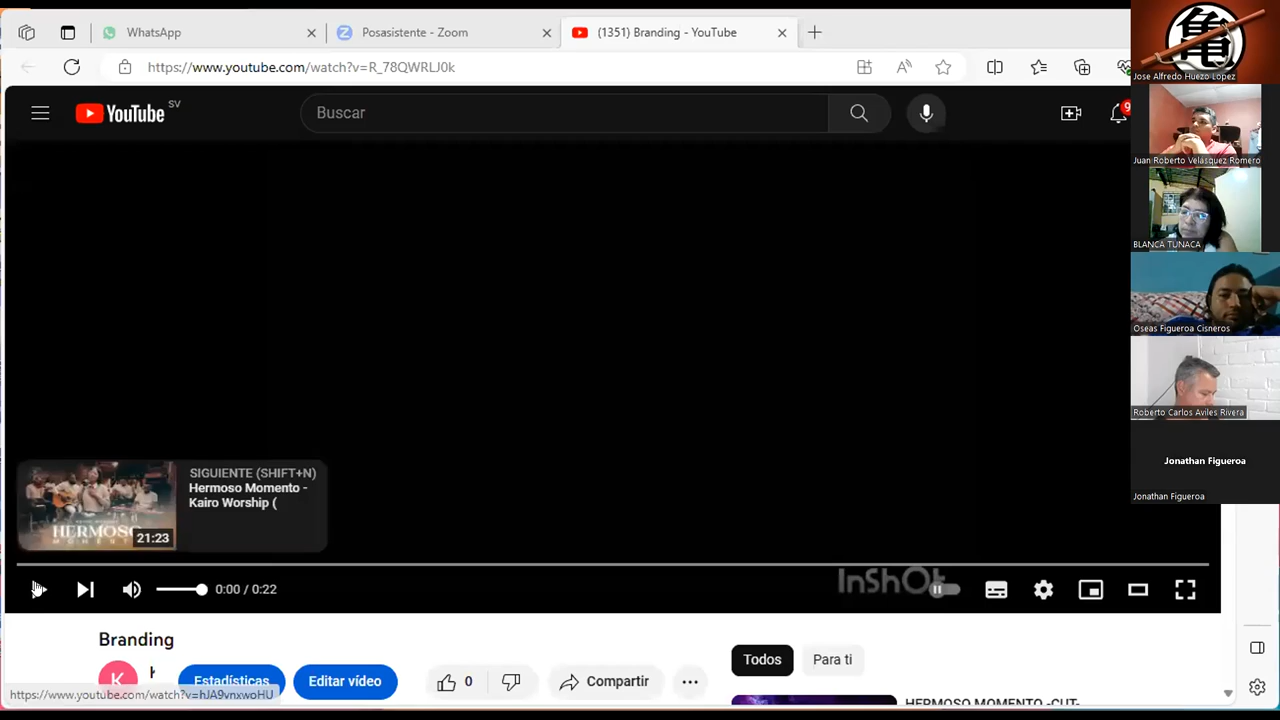 WhatsApp
Posasistente - Zoom
(1351) Branding - YouTube
https://www.youtube.com/watch?v=R_78QWRLJ0k
YouTube SV
Buscar
9
亀
Jose Alfredo Huezo Lopez
Juan Roberto Velasquez Romero
BLANCA TUNACA
Oseas Figueroa Cisneros
Roberto Carlos Aviles Rivera
Jonathan Figueroa
Jonathan Figueroa
SIGUIENTE (SHIFT+N)
Hermoso Momento -
Kairo Worship (
HERMOSO
21:23
0:00 / 0:22
InShOt
Branding
K
Estadísticas
Editar vídeo
0
Compartir
Todos
Para ti
https://www.youtube.com/watch?v=hJA9vnxwoHU
HERMOSO MOMENTO -CUT-